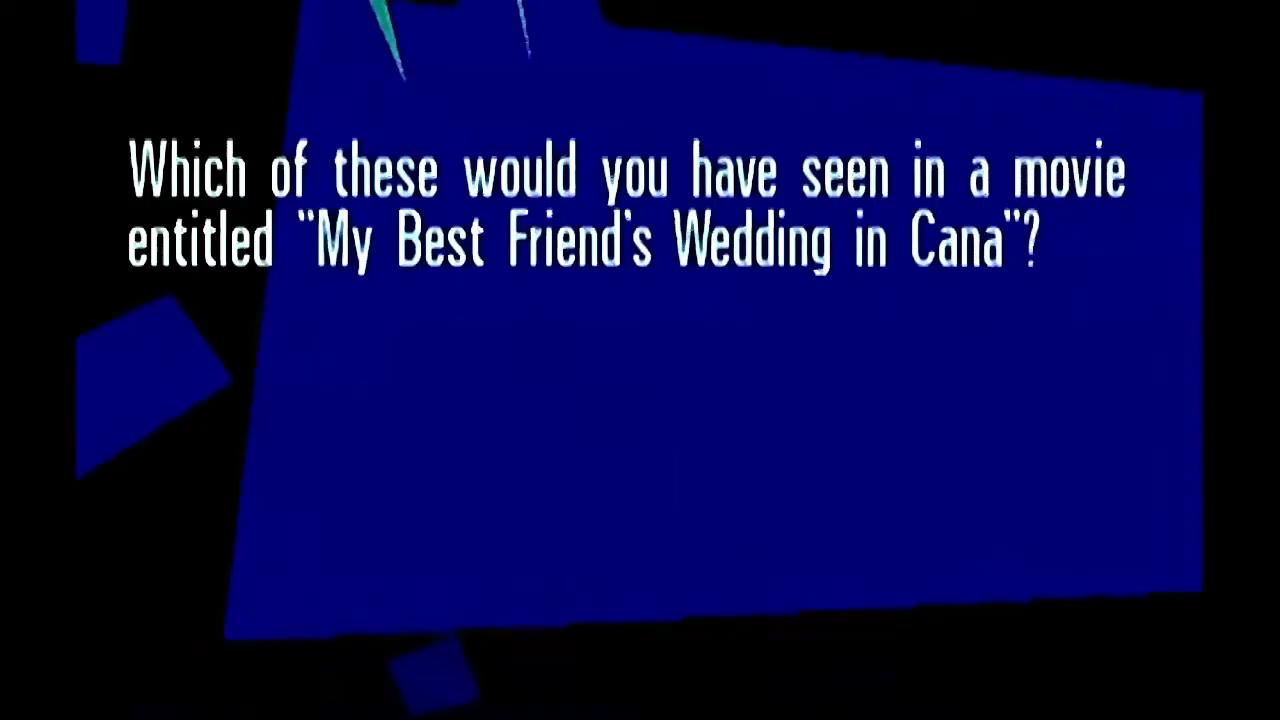 Which of these would you have seen in a movie
entitled “My Best Friend's Wedding in Cana”?